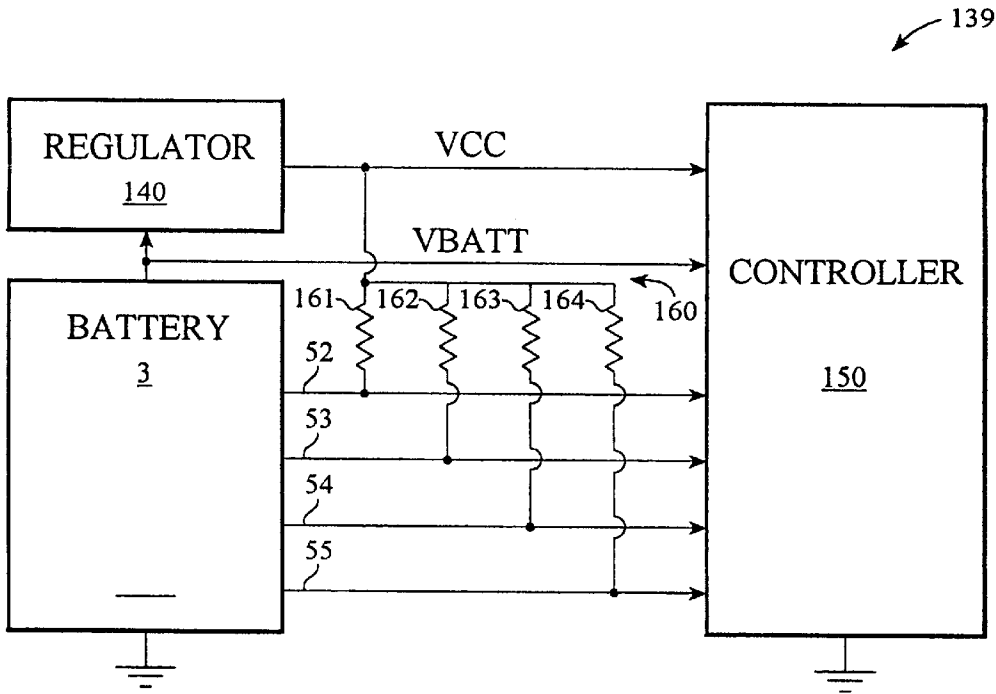 139
REGULATOR
140
VCC
VBATT
CONTROLLER
150
BATTERY
3
160
161
162
163
164
52
53
54
55